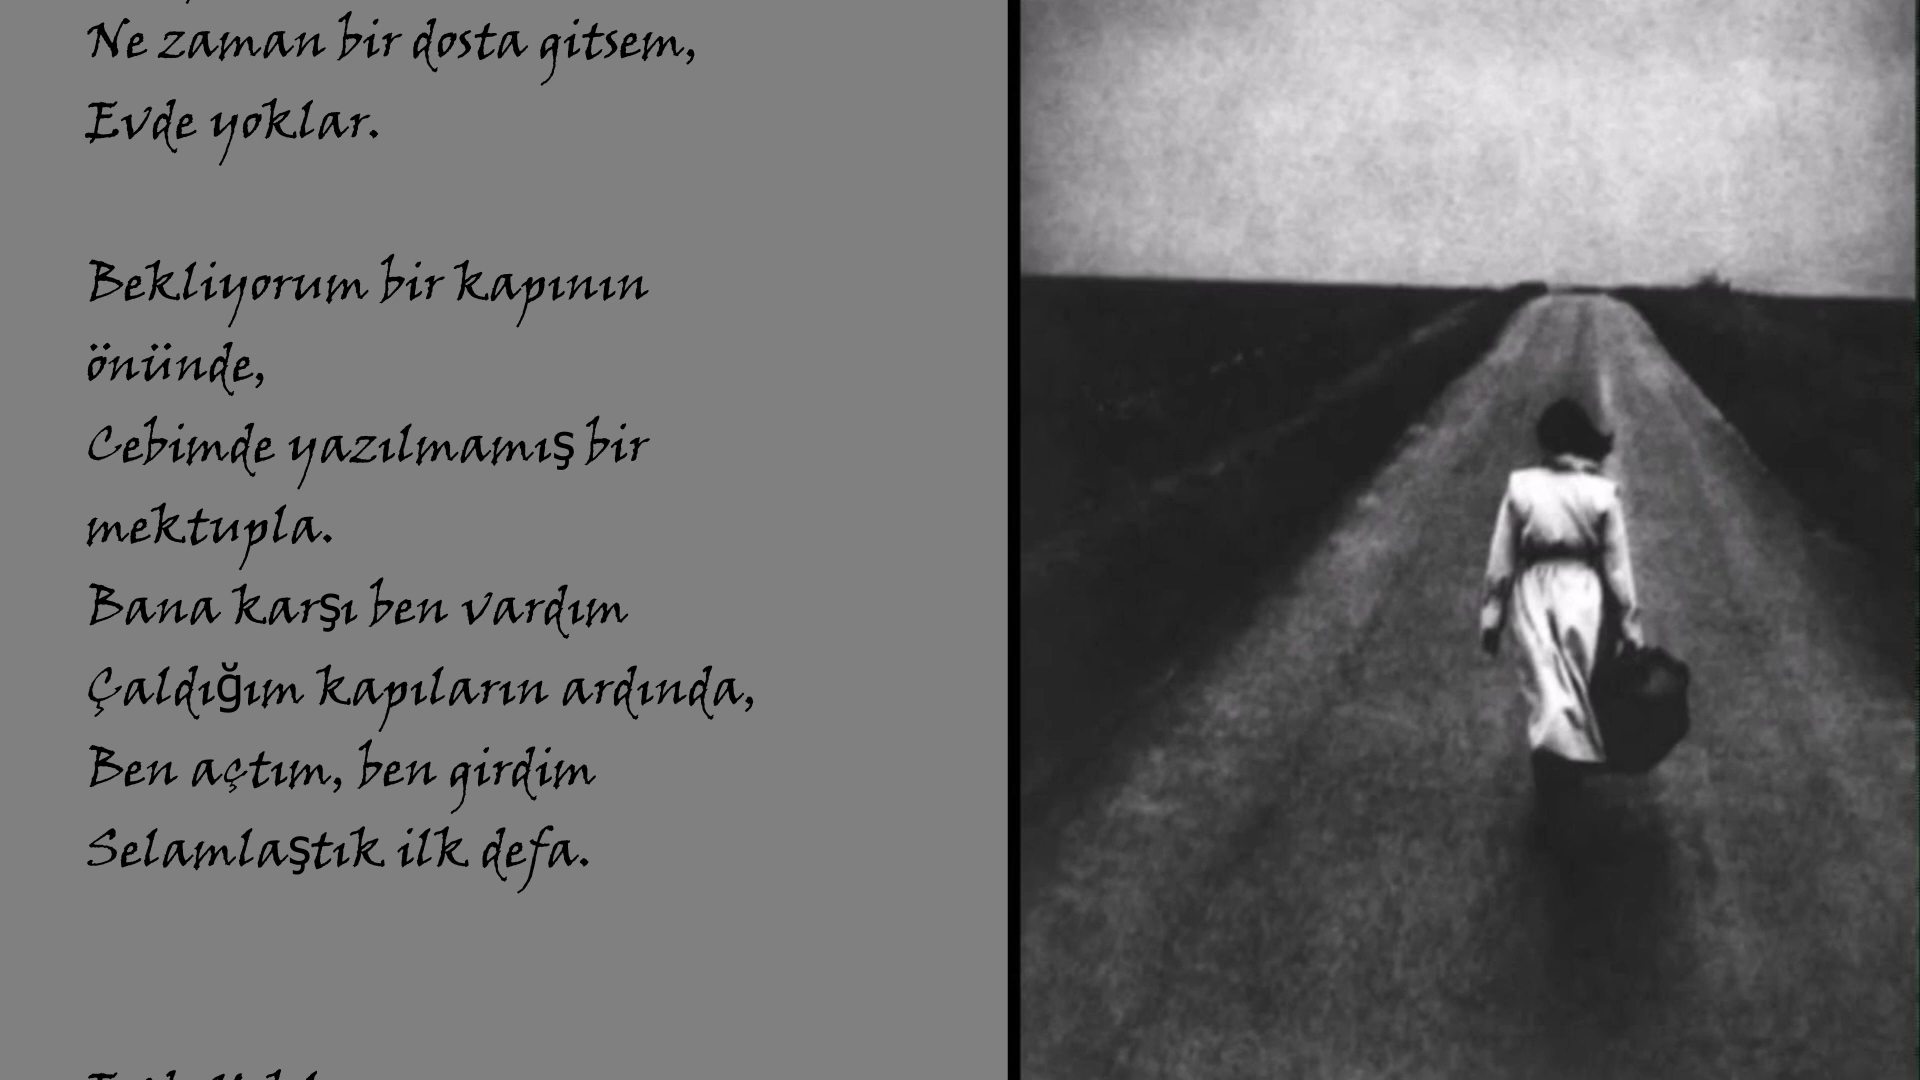 Ne zaman bir dosta gitsem,
Evde yoklar.
Bekliyorum bir kapının
önünde,
Cebimde yazılmamış bir
mektupla.
Bana karşı ben vardım
Çaldığım kapıların ardında,
Ben açtım, ben girdim
Selamlaştık ilk defa.